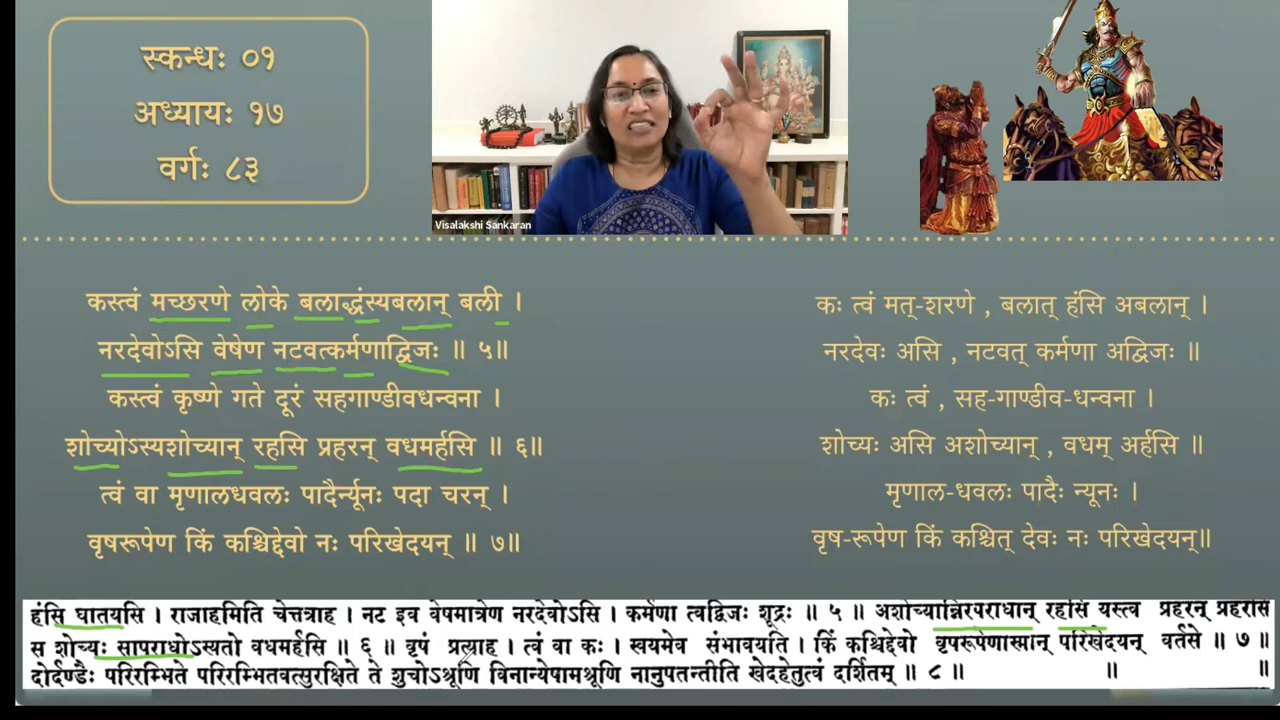 स्कन्धः ०१
अध्यायः १७
वर्गः ८३
Visalakshi Sankaran
कस्त्वं मच्छरणे लोके बलाद्धंस्यबलान् बली ।
नरदेवोऽसि वेषेण नटवत्कर्मणाद्विजः ॥ ५॥
कस्त्वं कृष्णे गते दूरं सहगाण्डीवधन्वना ।
शोच्योऽस्यशोच्यान् रहसि प्रहरन् वधमर्हसि ॥ ६॥
त्वं वा मृणालधवलः पादैर्न्यूनः पदा चरन् ।
वृषरूपेण किं कश्चिद्देवो नः परिखेदयन् ॥ ७॥
कः त्वं मत्-शरणे , बलात् हंसि अबलान् ।
नरदेवः असि , नटवत् कर्मणा अद्विजः ॥
कः त्वं , सह-गाण्डीव-धन्वना ।
शोच्यः असि अशोच्यान् , वधम् अर्हसि ॥
मृणाल-धवलः पादैः न्यूनः ।
वृष-रूपेण किं कश्चित् देवः नः परिखेदयन्॥
हंसि घातयसि । राजाहमिति चेत्तत्राह । नट इव वेषमात्रेण नरदेवोऽसि । कर्मणा त्वद्विजः शूद्रः ॥ ५ ॥ अशोच्यान्निरपराधान् रहसि यस्त्व प्रहरन् प्रहरसि
स शोच्यः सापराधोऽस्यतो वधमर्हसि ॥ ६ ॥ वृषं प्रत्याह । त्वं वा कः । स्वयमेव संभावयति । किं कश्चिद्देवो वृषरूपेणास्मान् परिखेदयन् वर्तसे ॥ ७ ॥
दोर्दण्डैः परिरम्भिते परिरम्भितवत्सुरक्षिते ते शुचोऽश्रूणि विनान्येषामश्रूणि नानुपतन्तीति खेदहेतुत्वं दर्शितम् ॥ ८ ॥ ॥ ॥